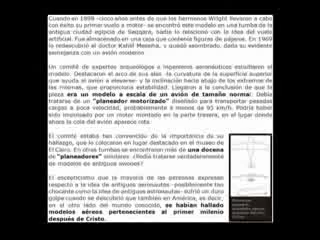 Cuando en 1898 -cinco años antes de que los hermanos Wright llevasen a cabo
con éxito su primer vuelo a motor- se encontró este modelo en una tumba de la
antigua ciudad egipcia de Saqqara, nadie lo relacionó con la idea del vuelo
artificial. Fue almacenado en una caja que contenía figuras de pájaros. En 1969
lo redescubrió el doctor Kahlil Messiha, y quedó asombrado, dada su evidente
semejanza con un avión moderno
Un comité de expertos arqueólogos e ingenieros aeronáuticos estudiaron el
modelo. Destacaron el arco de sus alas -la curvatura de la superficie superior
que ayuda al avión a elevarse- y la inclinación hacia abajo de los extremos de
las mismas, que proporciona estabilidad. Llegaron a la conclusión de que la
pieza era un modelo a escala de un avión de tamaño normal. Debía
tratarse de un "planeador motorizado" diseñado para transportar pesadas
cargas a poca velocidad, probablemente a menos de 95 km/h. Podría haber
sido impulsado por un motor montado en la parte trasera, en el lugar donde
ahora la cola del avión aparece rota.
El comité estaba tan convencido de la importancia de su
hallazgo, que lo colocaron en lugar destacado en el museo de
El Cairo. En otras tumbas se encontraron más de una docena
de "planeadores" similares. ¿Podía tratarse verdaderamente
de modelos de antiguos aviones?
El escepticismo que la mayoría de las personas expresan
respecto a la idea de antiguos aeronautas -posiblemente tan
chocante como la idea de antiguos astronautas- sufrió un duro
golpe cuando se descubrió que también en América, es decir,
en el otro lado del mundo conocido, se habían hallado
modelos aéreos pertenecientes al primer milenio
después de Cristo.